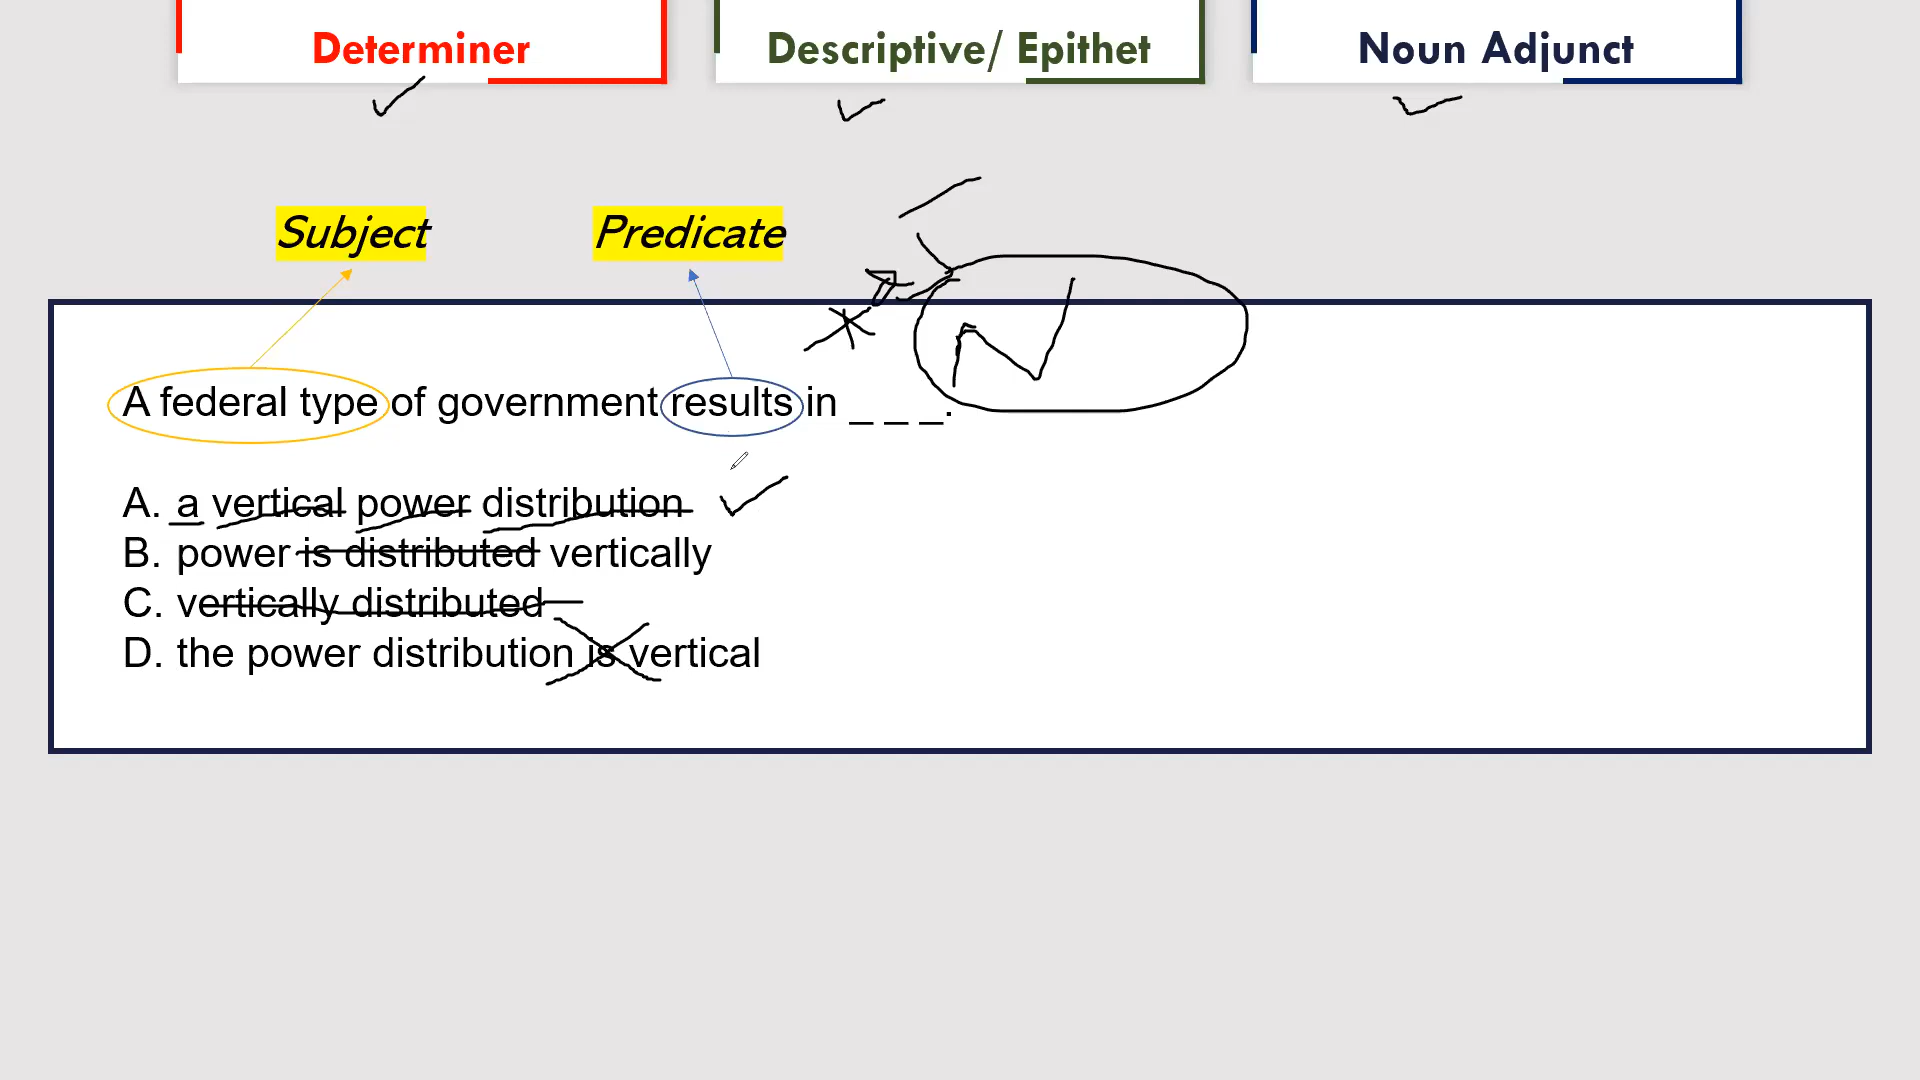 Determiner
Descriptive/ Epithet
Noun Adjunct
Subject
Predicate
N
A federal type of government results in _ _ _.
A. a vertical power distribution
B. power is distributed vertically
C. vertically distributed
D. the power distribution is vertical